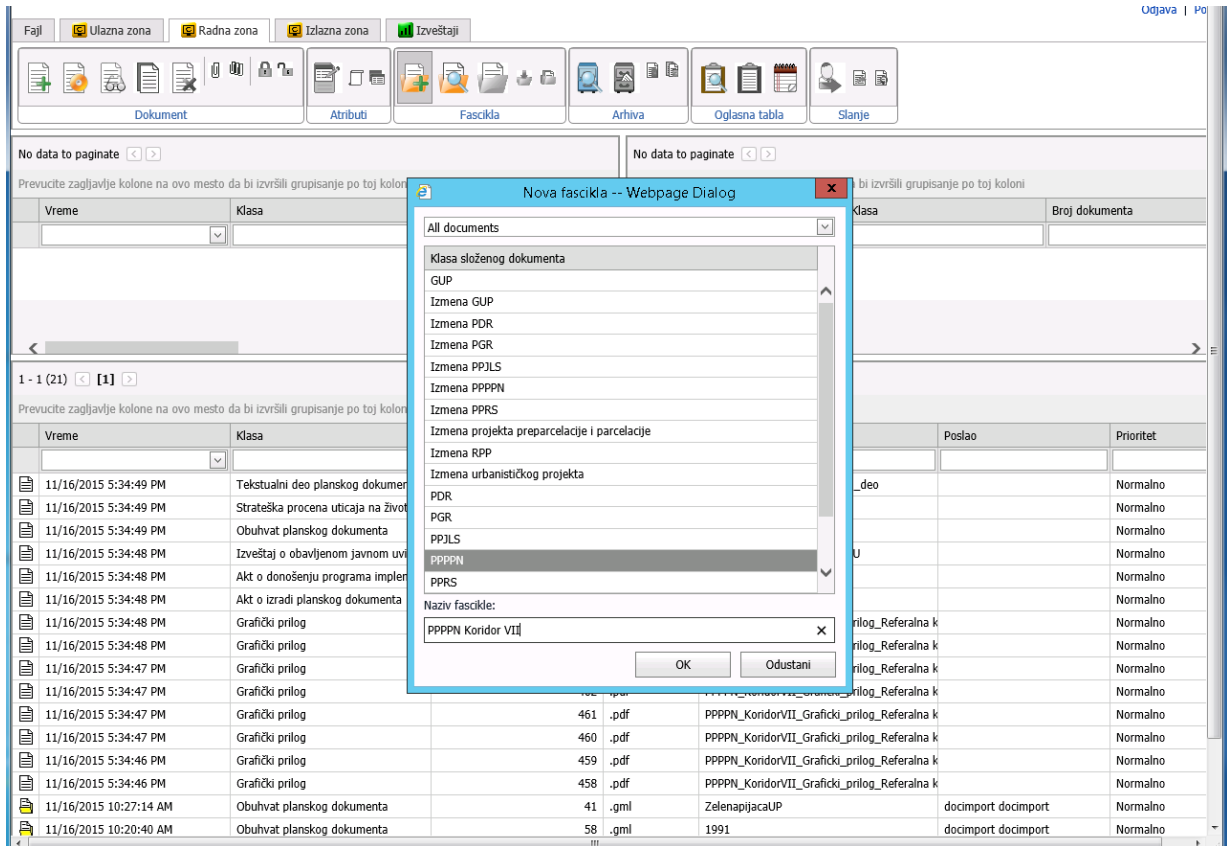 Odjava | Po
Fajl Ulazna zona Radna zona Izlazna zona Izveštaji
Dokument Atributi Fascikla Arhiva Oglasna tabla Slanje
No data to paginate < > No data to paginate < >
Prevucite zagljavlje kolone na ovo mesto da bi izvršili grupisanje po toj kolon bi izvršili grupisanje po toj koloni
Vreme Klasa Klasa Broj dokumenta
Nova fascikla -- Webpage Dialog x
All documents
Klasa složenog dokumenta
GUP
Izmena GUP
Izmena PDR
Izmena PGR
Izmena PPJLS
Izmena PPPPN
Izmena PPRS
Izmena projekta preparcelacije i parcelacije
Izmena RPP
Izmena urbanističkog projekta
PDR
PGR
PPJLS
PPPPN
PPRS
Naziv fascikle:
PPPPN Koridor VII
OK Odustani
1 - 1 (21) < [1] >
Prevucite zagljavlje kolone na ovo mesto da bi izvršili grupisanje po toj kolon
Vreme Klasa Poslao Prioritet
11/16/2015 5:34:49 PM Tekstualni deo planskog dokumen _deo Normalno
11/16/2015 5:34:49 PM Strateška procena uticaja na život Normalno
11/16/2015 5:34:49 PM Obuhvat planskog dokumenta Normalno
11/16/2015 5:34:48 PM Izveštaj o obavljenom javnom uvi U Normalno
11/16/2015 5:34:48 PM Akt o donošenju programa implen Normalno
11/16/2015 5:34:48 PM Akt o izradi planskog dokumenta Normalno
11/16/2015 5:34:48 PM Grafički prilog rilog_Referalna k Normalno
11/16/2015 5:34:48 PM Grafički prilog rilog_Referalna k Normalno
11/16/2015 5:34:47 PM Grafički prilog rilog_Referalna k Normalno
11/16/2015 5:34:47 PM Grafički prilog rilog_Referalna k Normalno
11/16/2015 5:34:47 PM Grafički prilog 461 .pdf PPPPN_KoridorVII_Graficki_prilog_Referalna k Normalno
11/16/2015 5:34:47 PM Grafički prilog 460 .pdf PPPPN_KoridorVII_Graficki_prilog_Referalna k Normalno
11/16/2015 5:34:46 PM Grafički prilog 459 .pdf PPPPN_KoridorVII_Graficki_prilog_Referalna k Normalno
11/16/2015 5:34:46 PM Grafički prilog 458 .pdf PPPPN_KoridorVII_Graficki_prilog_Referalna k Normalno
11/16/2015 10:27:14 AM Obuhvat planskog dokumenta 41 .gml ZelenapijacaUP docimport docimport Normalno
11/16/2015 10:20:40 AM Obuhvat planskog dokumenta 58 .gml 1991 docimport docimport Normalno